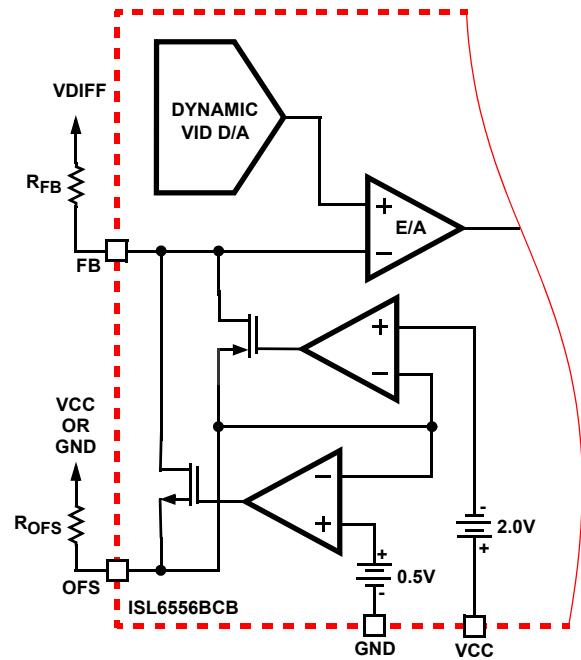 VDIFF
DYNAMIC
VID D/A
RFB
+
E/A
−
FB
+
−
VCC
OR
GND
−
+
ROFS
-
2.0V
+
+
0.5V
-
OFS
ISL6556BCB
GND
VCC